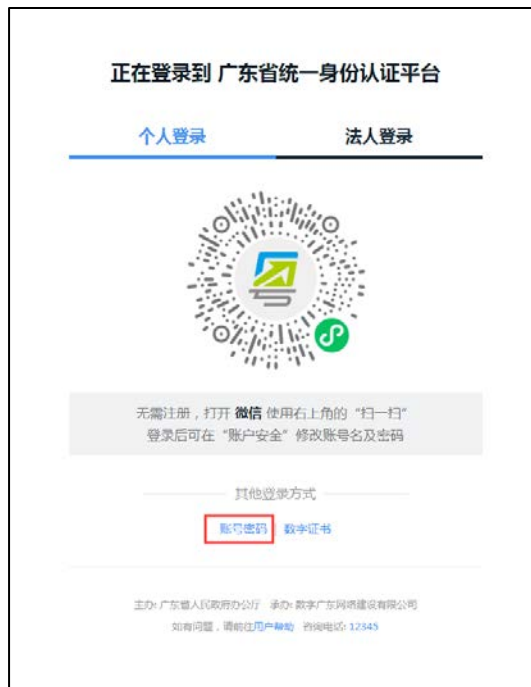 正在登录到 广东省统一身份认证平台
个人登录 法人登录
无需注册，打开 微信 使用右上角的“扫一扫”
登录后可在“账户安全”修改账号名及密码
其他登录方式
账号密码 数字证书
主办: 广东省人民政府办公厅 承办: 数字广东网络建设有限公司
如有问题，请前往用户帮助 咨询电话: 12345